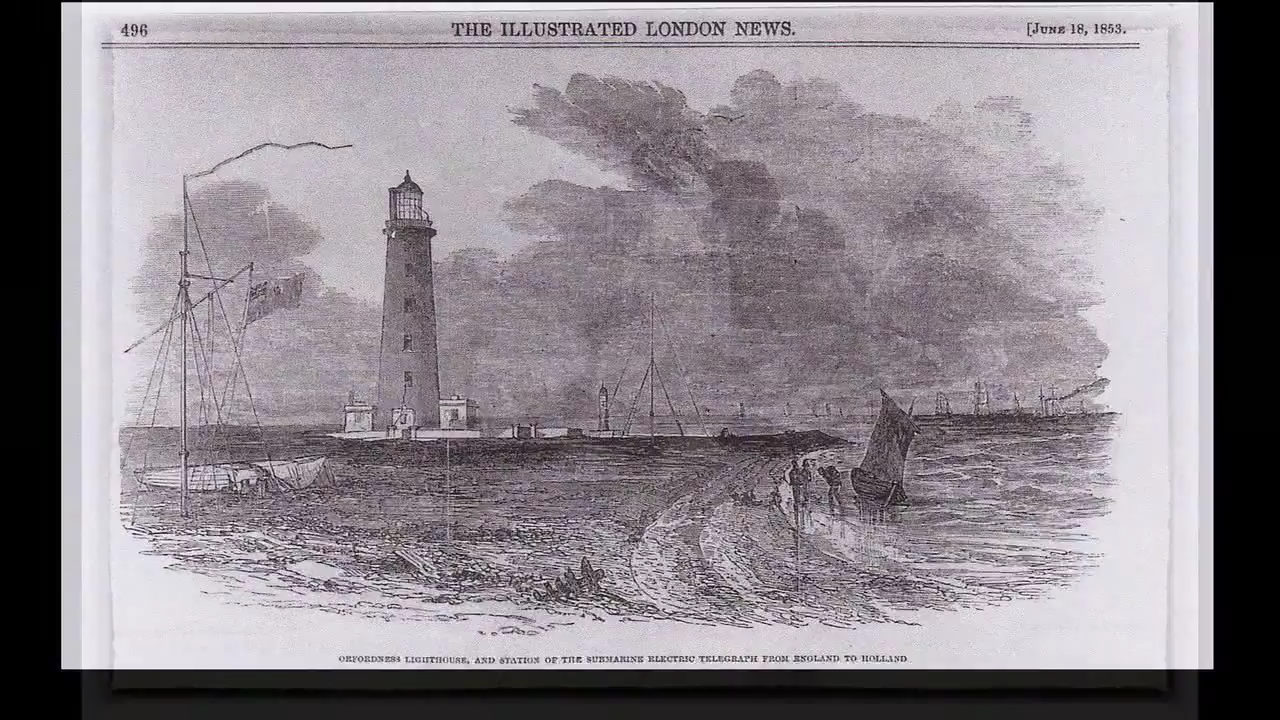 496
THE ILLUSTRATED LONDON NEWS.
[JUNE 18, 1853.
ORFORDNESS LIGHTHOUSE, AND STATION OF THE SUBMARINE ELECTRIC TELEGRAPH FROM ENGLAND TO HOLLAND